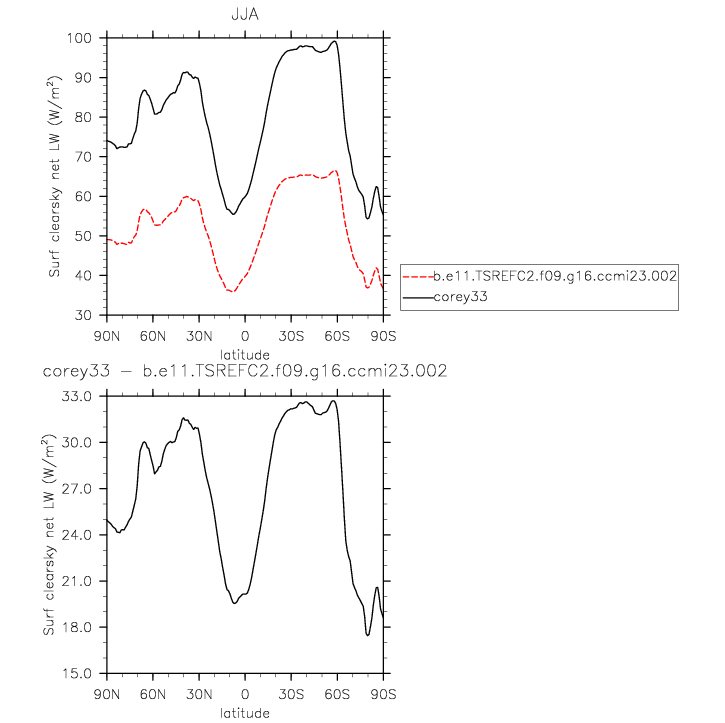 JJA
100
90
80
70
60
50
40
30
Surf clearsky net LW (W/m²)
90N 60N 30N 0 30S 60S 90S
latitude
b.e11.TSREFC2.f09.g16.ccmi23.002
corey33
corey33 − b.e11.TSREFC2.f09.g16.ccmi23.002
33.0
30.0
27.0
24.0
21.0
18.0
15.0
Surf clearsky net LW (W/m²)
90N 60N 30N 0 30S 60S 90S
latitude